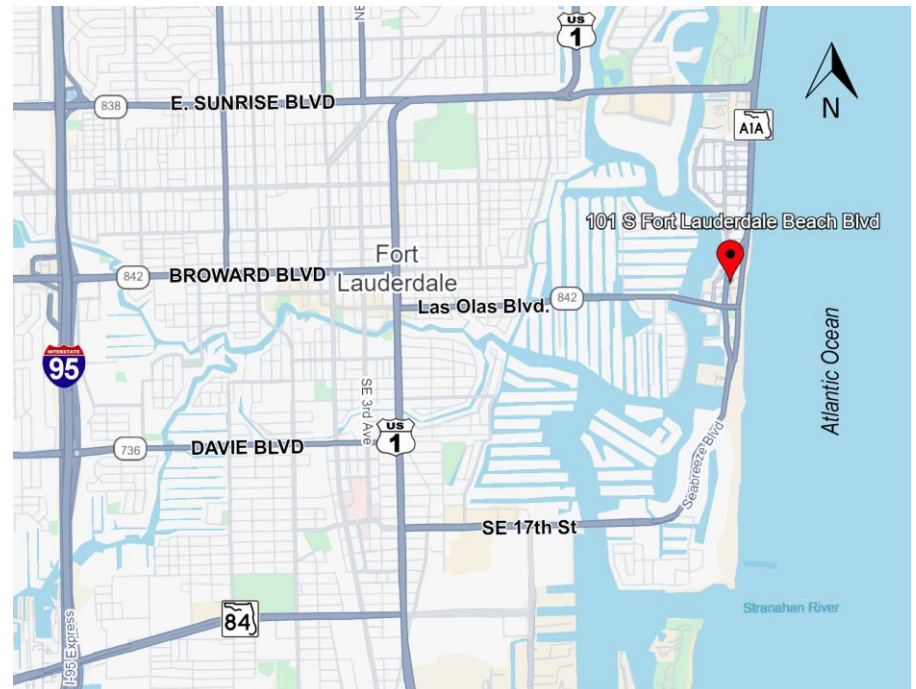 US
1
NE
838
E. SUNRISE BLVD
N
A1A
101 S Fort Lauderdale Beach Blvd
842
BROWARD BLVD
Fort
Lauderdale
Las Olas Blvd.
842
INTERSTATE
95
Atlantic Ocean
SE 3rd Ave
US
1
736
DAVIE BLVD
Seabreeze Blvd
SE 17th St
Stranahan River
84
I-95 Express